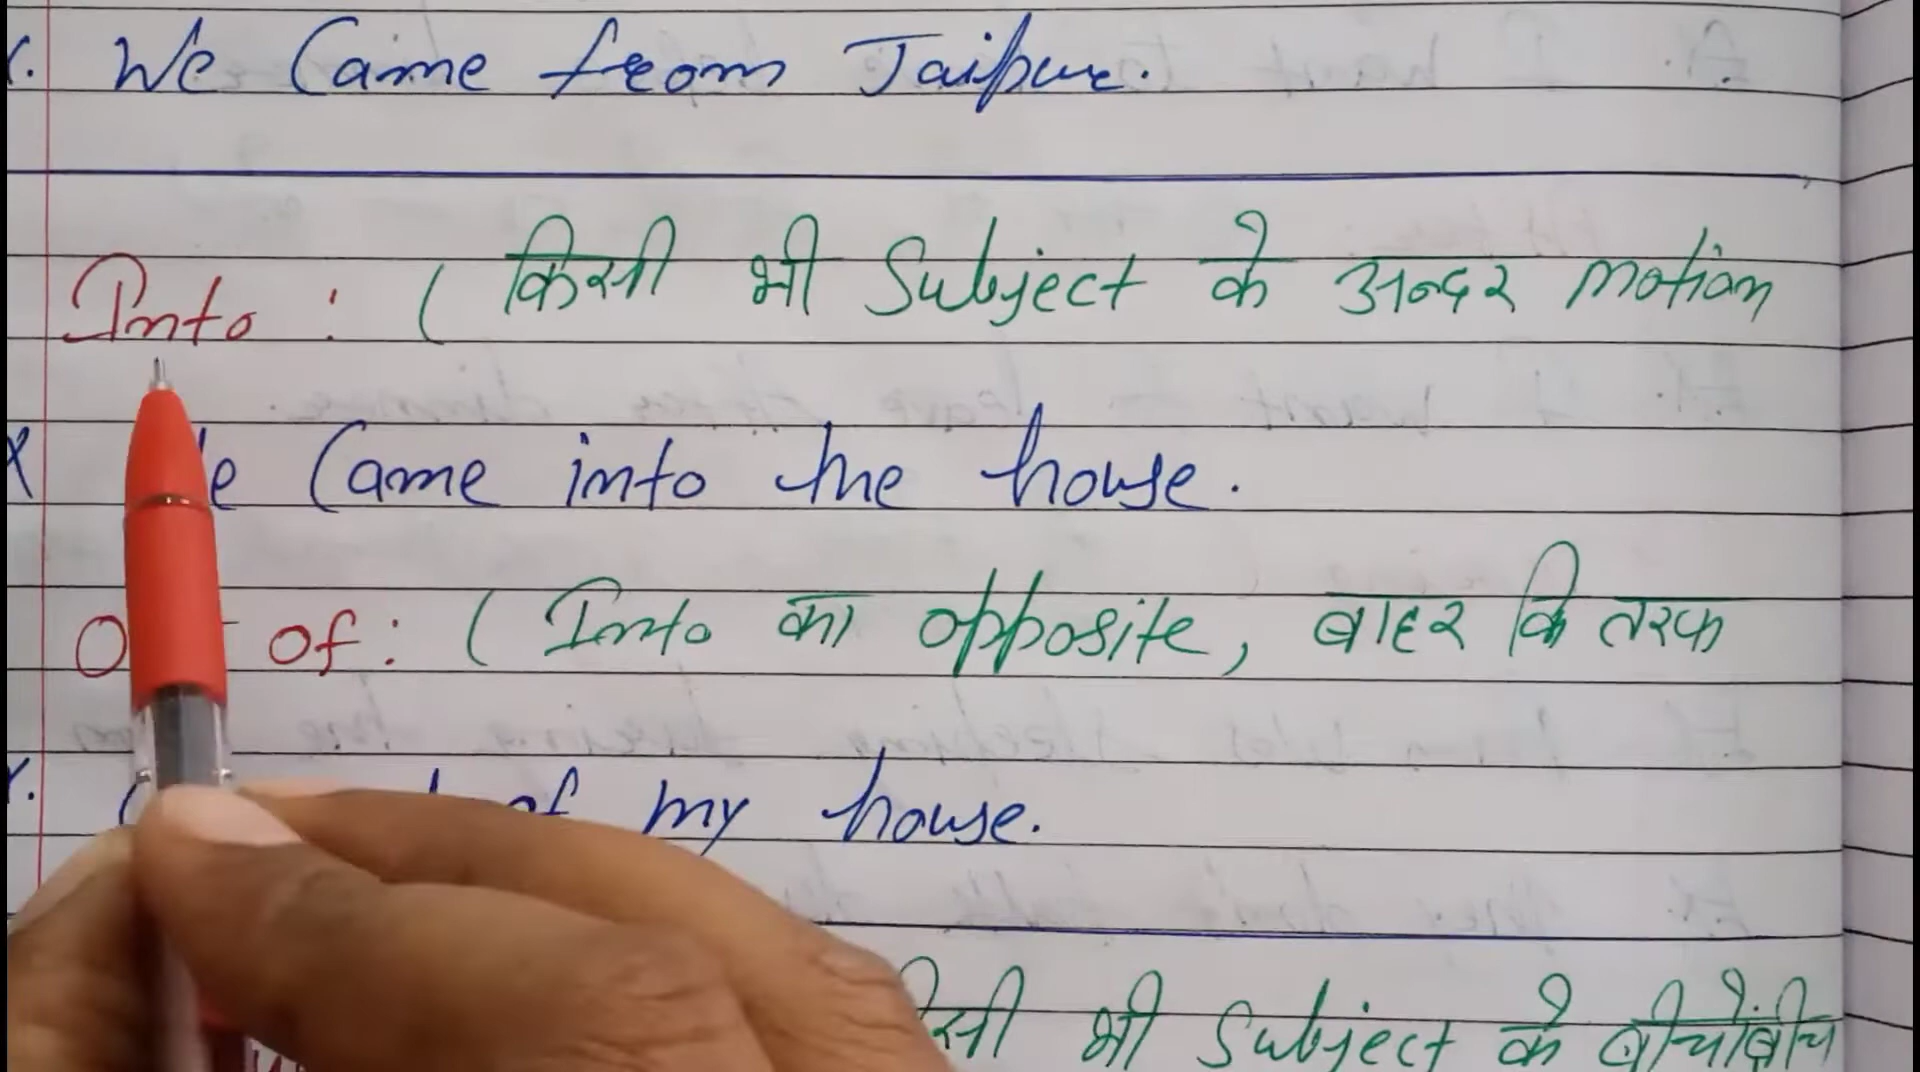 We Came from Jaipur.
Into : ( किसी भी Subject के अन्दर motion
Came into the house.
of : ( Into का opposite, बाहर कि तरफ
of my house.
भी Subject के बीचोंबीच